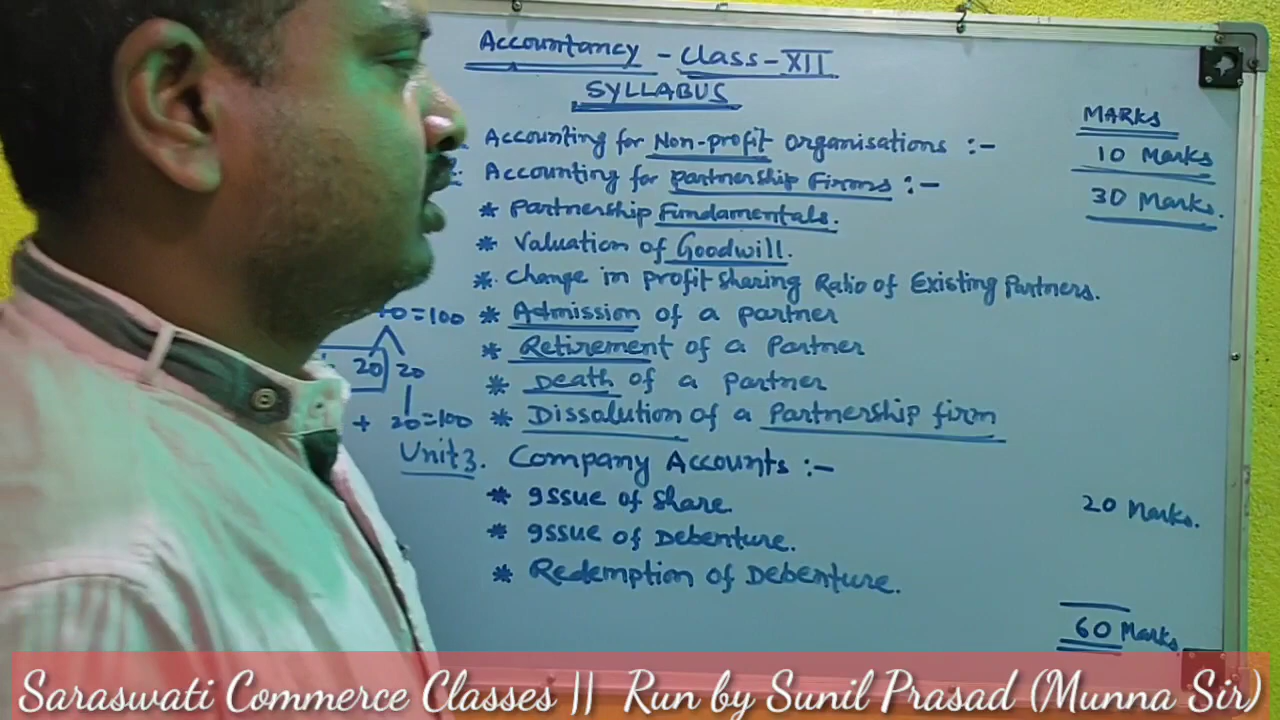 Accountancy - Class - XII
SYLLABUS
MARKS
Accounting for Non-profit Organisations :- 10 Marks
Accounting for partnership Firms :- 30 Marks.
* Partnership Fundamentals.
* Valuation of Goodwill.
* Change in profit sharing Ratio of Existing Partners.
* Admission of a partner
* Retirement of a Partner
* Death of a partner
* Dissalution of a Partnership firm
= 100
20 20
+ 20 = 100
Unit 3. Company Accounts :-
* Issue of share. 20 Marks.
* Issue of Debenture.
* Redemption of Debenture.
60 Marks.
Saraswati Commerce Classes || Run by Sunil Prasad (Munna Sir)